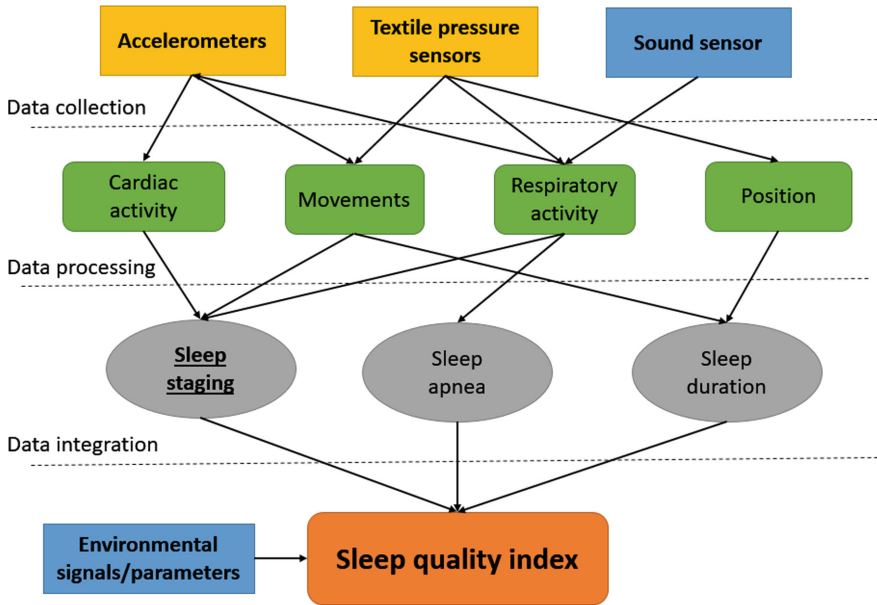 Accelerometers
Textile pressure
sensors
Sound sensor
Data collection
Cardiac
activity
Movements
Respiratory
activity
Position
Data processing
Sleep
staging
Sleep
apnea
Sleep
duration
Data integration
Environmental
signals/parameters
Sleep quality index